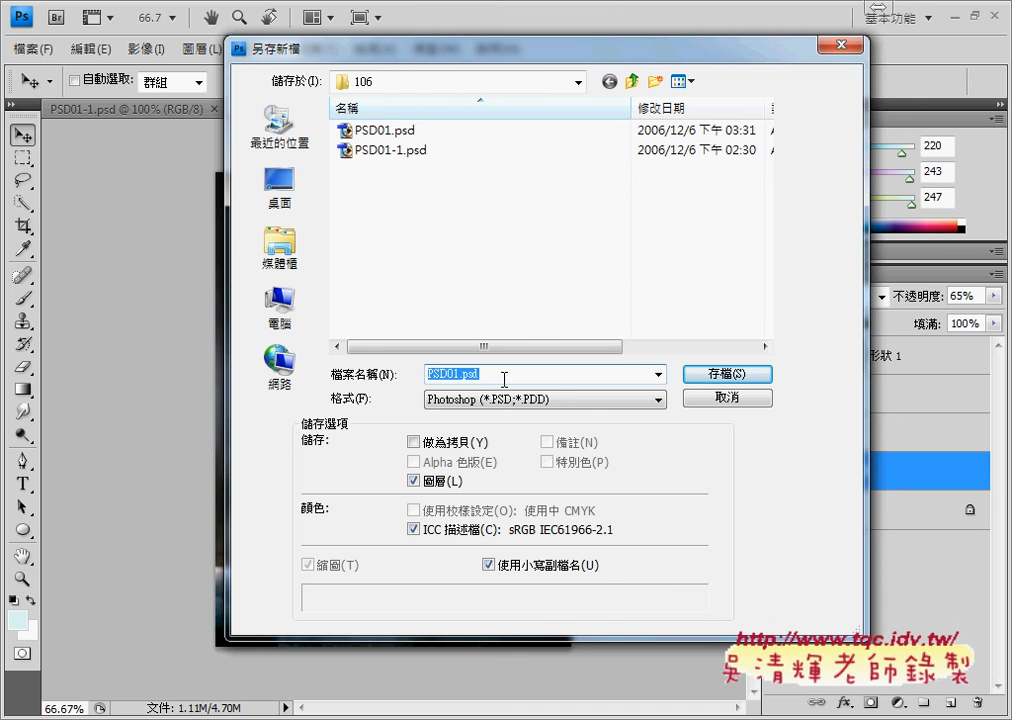 Ps
Br
66.7
基本功能
檔案(F)
編輯(E)
影像(I)
圖層(L)
自動選取:
群組
PSD01-1.psd @ 100% (RGB/8)
另存新檔
儲存於(I):
106
名稱
修改日期
PSD01.psd
2006/12/6 下午 03:31
PSD01-1.psd
2006/12/6 下午 02:30
最近的位置
桌面
媒體櫃
電腦
網路
檔案名稱(N):
PSD01.psd
存檔(S)
格式(F):
Photoshop (*.PSD;*.PDD)
取消
儲存選項
儲存:
做為拷貝(Y)
備註(N)
Alpha 色版(E)
特別色(P)
圖層(L)
顏色:
使用校樣設定(O): 使用中 CMYK
ICC 描述檔(C): sRGB IEC61966-2.1
縮圖(T)
使用小寫副檔名(U)
220
243
247
不透明度: 65%
填滿: 100%
形狀 1
http://www.tqc.idv.tw/
吳清輝老師錄製
66.67%
文件: 1.11M/4.70M